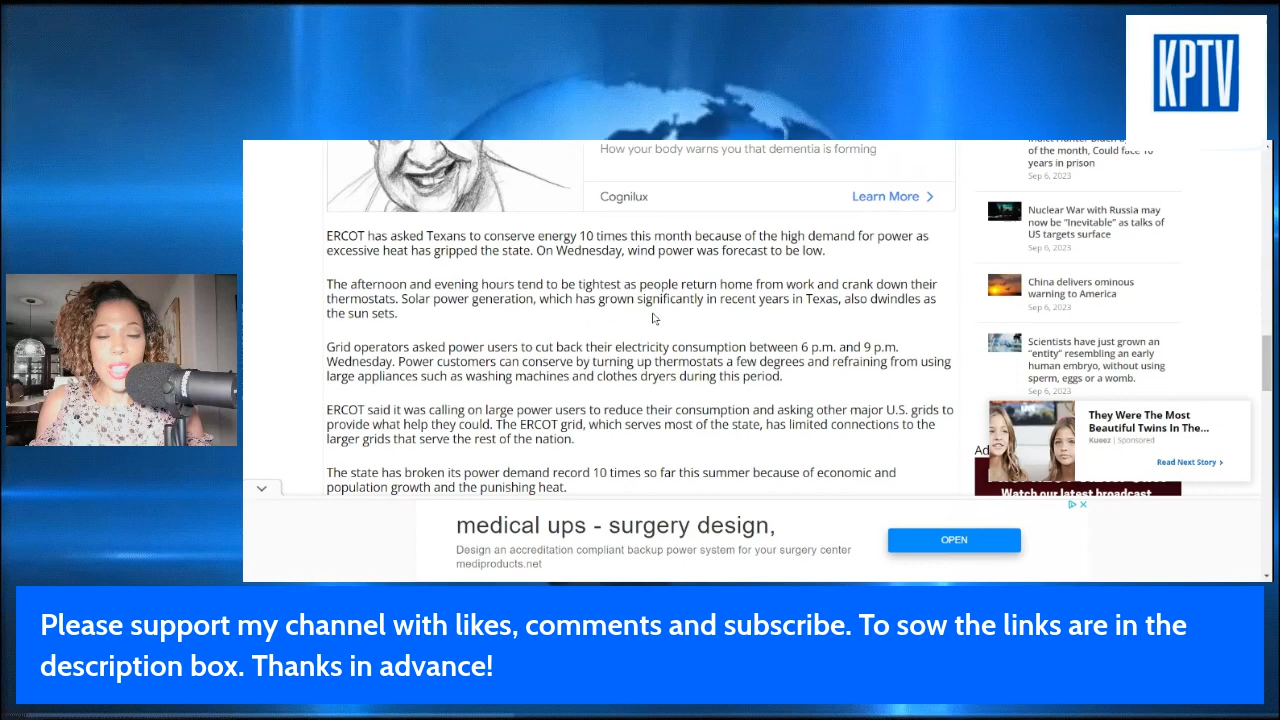 KPTV
How your body warns you that dementia is forming
Cognilux
Learn More >
ERCOT has asked Texans to conserve energy 10 times this month because of the high demand for power as
excessive heat has gripped the state. On Wednesday, wind power was forecast to be low.
The afternoon and evening hours tend to be tightest as people return home from work and crank down their
thermostats. Solar power generation, which has grown significantly in recent years in Texas, also dwindles as
the sun sets.
Grid operators asked power users to cut back their electricity consumption between 6 p.m. and 9 p.m.
Wednesday. Power customers can conserve by turning up thermostats a few degrees and refraining from using
large appliances such as washing machines and clothes dryers during this period.
ERCOT said it was calling on large power users to reduce their consumption and asking other major U.S. grids to
provide what help they could. The ERCOT grid, which serves most of the state, has limited connections to the
larger grids that serve the rest of the nation.
The state has broken its power demand record 10 times so far this summer because of economic and
population growth and the punishing heat.
of the month, Could face 10
years in prison
Sep 6, 2023
Nuclear War with Russia may
now be "Inevitable" as talks of
US targets surface
Sep 6, 2023
China delivers ominous
warning to America
Sep 6, 2023
Scientists have just grown an
"entity" resembling an early
human embryo, without using
sperm, eggs or a womb.
Sep 6, 2023
They Were The Most
Beautiful Twins In The...
Kueez | Sponsored
Read Next Story >
Ad
Watch our latest broadcast
medical ups - surgery design,
Design an accreditation compliant backup power system for your surgery center
mediproducts.net
OPEN
Please support my channel with likes, comments and subscribe. To sow the links are in the
description box. Thanks in advance!